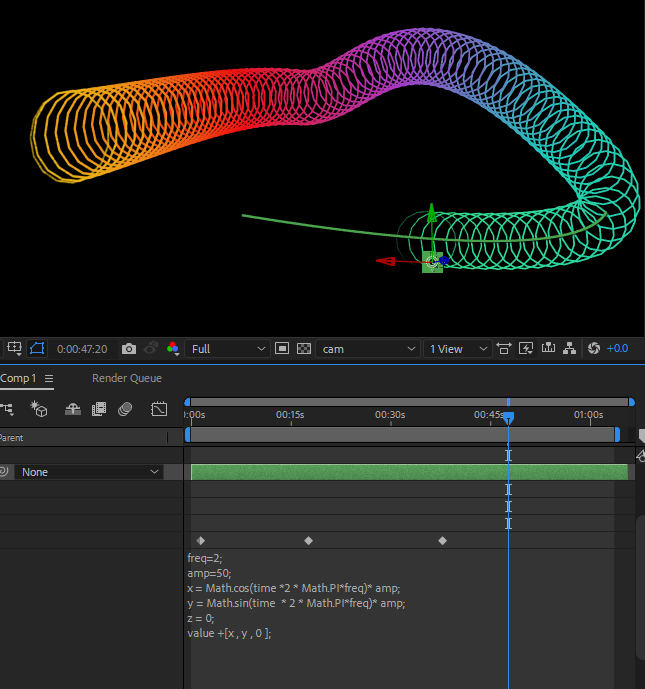 0:00:47:20
Full
cam
1 View
+0.0
Comp 1
Render Queue
:00s
00:15s
00:30s
00:45s
01:00s
Parent
None
freq=2;
amp=50;
x = Math.cos(time *2 * Math.PI*freq)* amp;
y = Math.sin(time  * 2 * Math.PI*freq)* amp;
z = 0;
value +[x , y , 0 ];